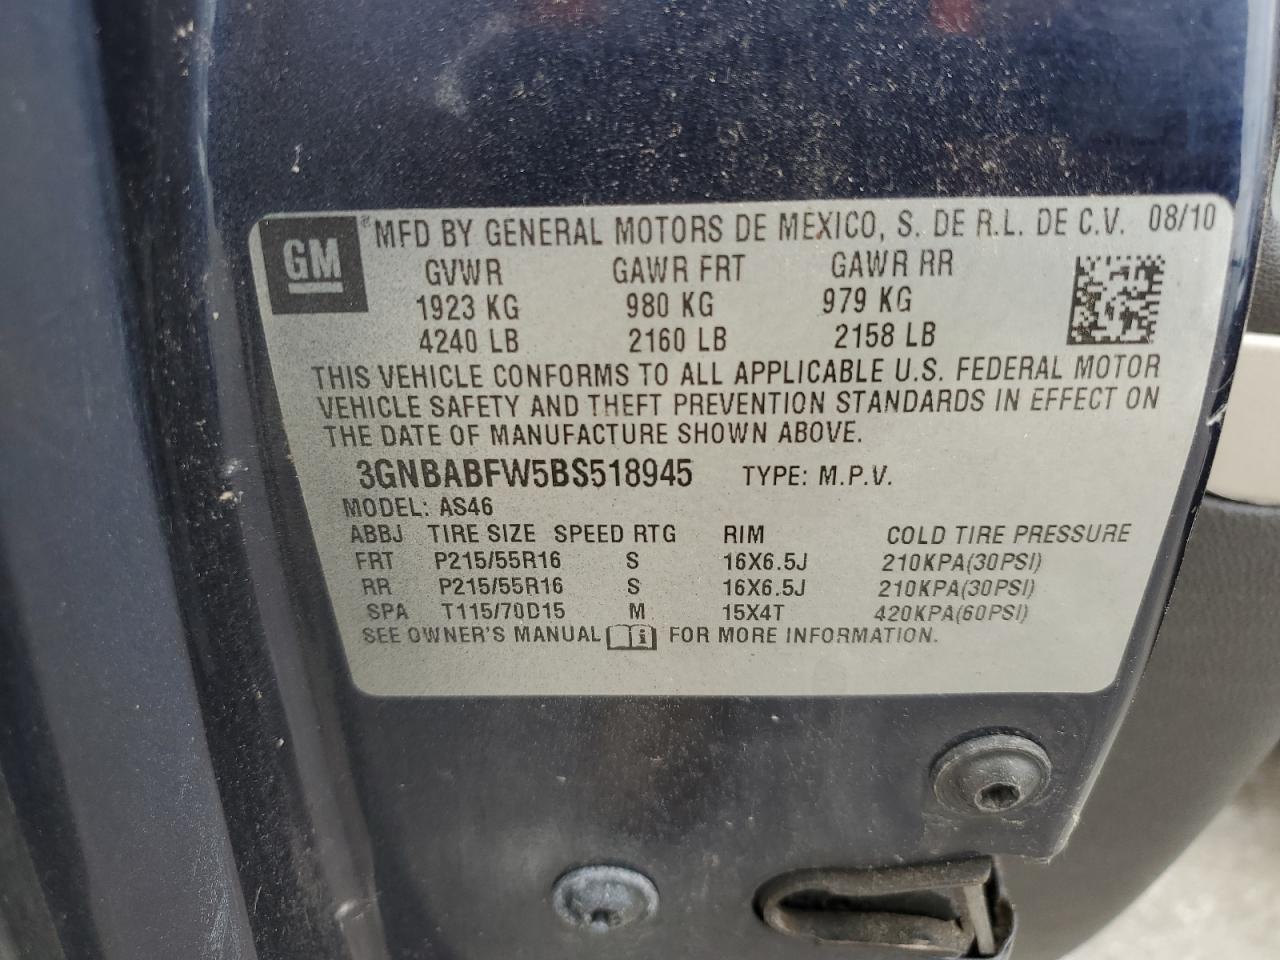 GM ® MFD BY GENERAL MOTORS DE MEXICO, S. DE R.L. DE C.V. 08/10
GVWR GAWR FRT GAWR RR
1923 KG 980 KG 979 KG
4240 LB 2160 LB 2158 LB
THIS VEHICLE CONFORMS TO ALL APPLICABLE U.S. FEDERAL MOTOR
VEHICLE SAFETY AND THEFT PREVENTION STANDARDS IN EFFECT ON
THE DATE OF MANUFACTURE SHOWN ABOVE.
3GNBABFW5BS518945 TYPE: M.P.V.
MODEL: AS46
ABBJ TIRE SIZE SPEED RTG RIM COLD TIRE PRESSURE
FRT P215/55R16 S 16X6.5J 210KPA(30PSI)
RR P215/55R16 S 16X6.5J 210KPA(30PSI)
SPA T115/70D15 M 15X4T 420KPA(60PSI)
SEE OWNER'S MANUAL i FOR MORE INFORMATION.